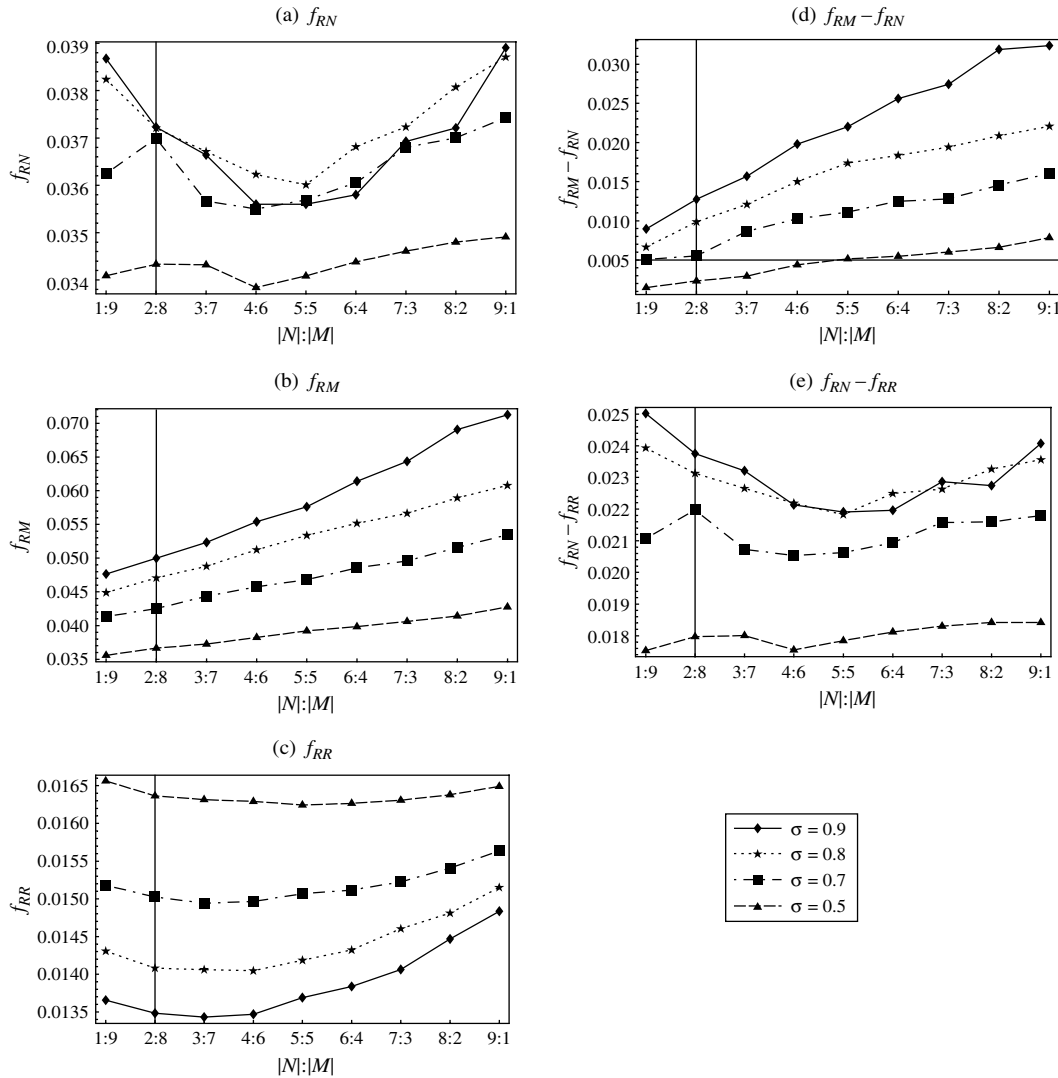 (a) f_RN
f_RN
0.039
0.038
0.037
0.036
0.035
0.034
1:9 2:8 3:7 4:6 5:5 6:4 7:3 8:2 9:1
|N|:|M|
(b) f_RM
f_RM
0.070
0.065
0.060
0.055
0.050
0.045
0.040
0.035
1:9 2:8 3:7 4:6 5:5 6:4 7:3 8:2 9:1
|N|:|M|
(c) f_RR
f_RR
0.0165
0.0160
0.0155
0.0150
0.0145
0.0140
0.0135
1:9 2:8 3:7 4:6 5:5 6:4 7:3 8:2 9:1
|N|:|M|
(d) f_RM – f_RN
f_RM – f_RN
0.030
0.025
0.020
0.015
0.010
0.005
1:9 2:8 3:7 4:6 5:5 6:4 7:3 8:2 9:1
|N|:|M|
(e) f_RN – f_RR
f_RN – f_RR
0.025
0.024
0.023
0.022
0.021
0.020
0.019
0.018
1:9 2:8 3:7 4:6 5:5 6:4 7:3 8:2 9:1
|N|:|M|
σ = 0.9
σ = 0.8
σ = 0.7
σ = 0.5